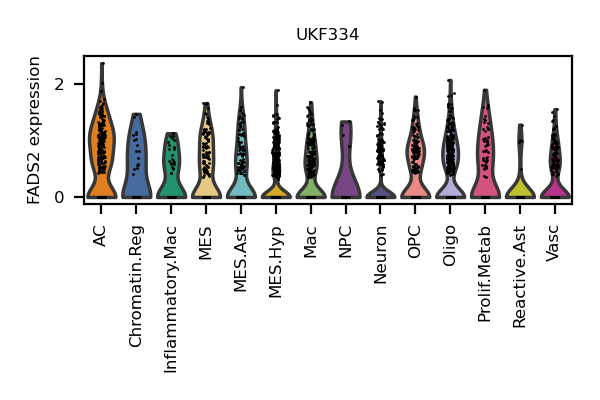 UKF334
FADS2 expression
2
0
AC
Chromatin.Reg
Inflammatory.Mac
MES
MES.Ast
MES.Hyp
Mac
NPC
Neuron
OPC
Oligo
Prolif.Metab
Reactive.Ast
Vasc